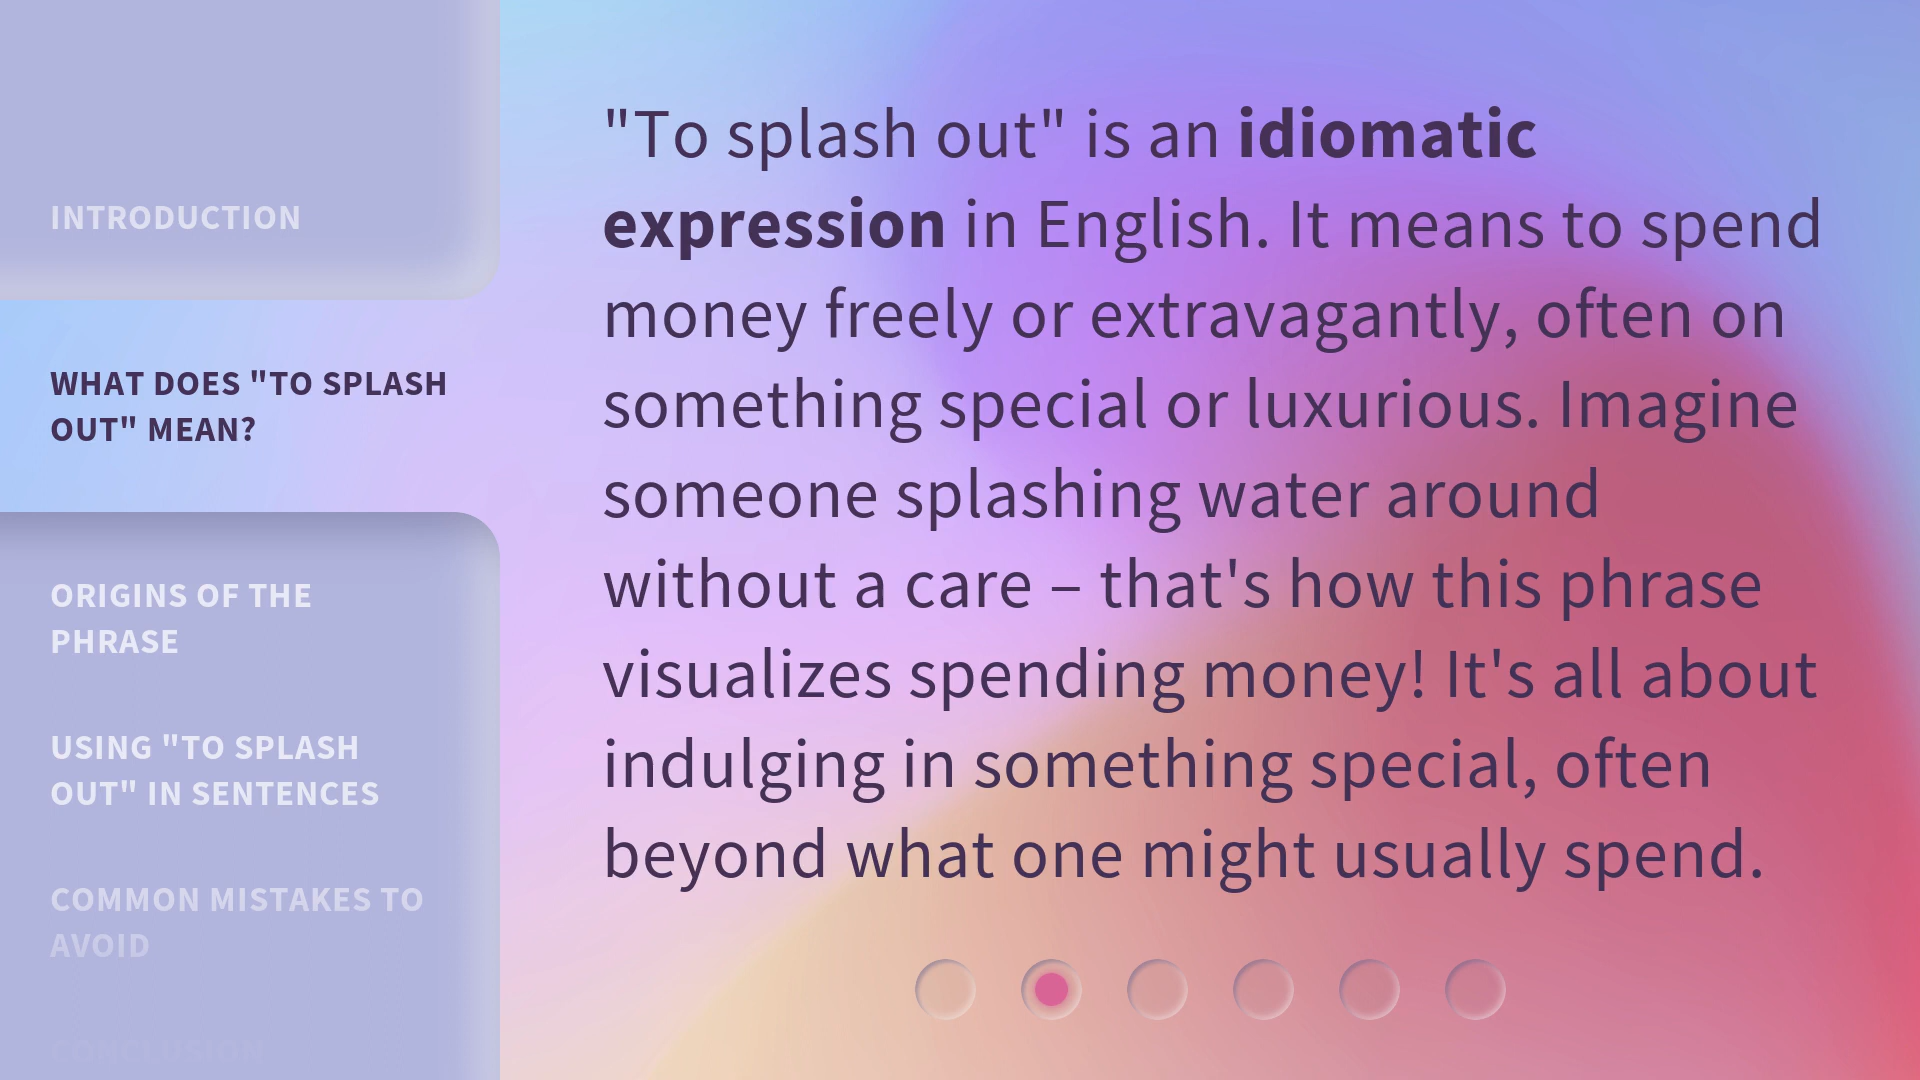 INTRODUCTION
WHAT DOES "TO SPLASH
OUT" MEAN?
ORIGINS OF THE
PHRASE
USING "TO SPLASH
OUT" IN SENTENCES
COMMON MISTAKES TO
AVOID
CONCLUSION
"To splash out" is an idiomatic
expression in English. It means to spend
money freely or extravagantly, often on
something special or luxurious. Imagine
someone splashing water around
without a care – that's how this phrase
visualizes spending money! It's all about
indulging in something special, often
beyond what one might usually spend.